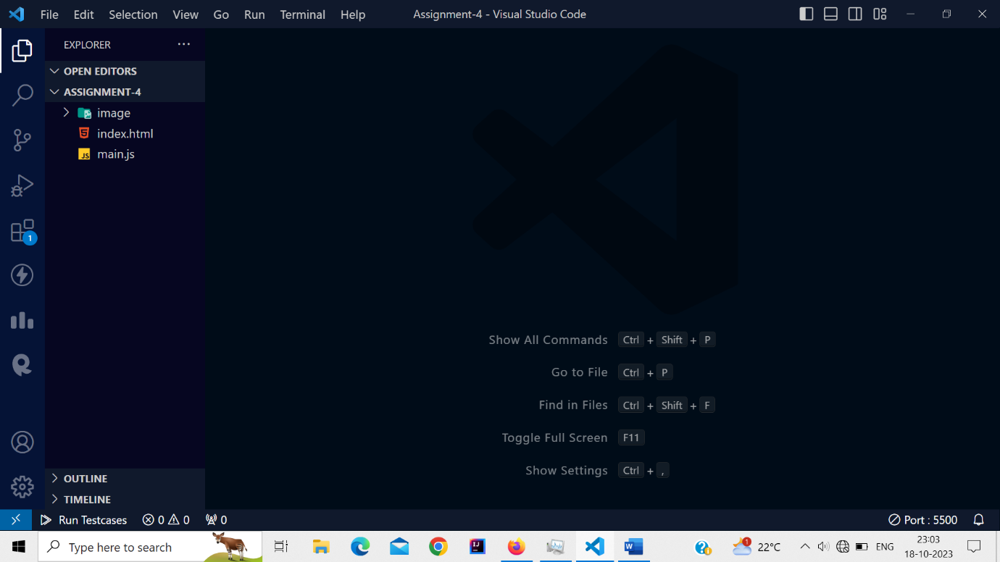 File Edit Selection View Go Run Terminal Help Assignment-4 - Visual Studio Code
EXPLORER
OPEN EDITORS
ASSIGNMENT-4
image
index.html
JS main.js
1
Show All Commands Ctrl + Shift + P
Go to File Ctrl + P
Find in Files Ctrl + Shift + F
Toggle Full Screen F11
Show Settings Ctrl + ,
OUTLINE
TIMELINE
Run Testcases 0 0 0 Port : 5500
Type here to search 1 22°C ENG 23:03
18-10-2023